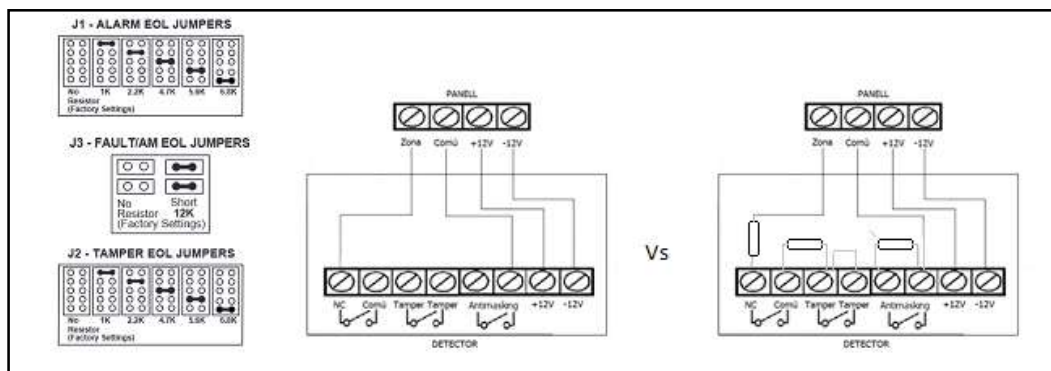 J1 - ALARM EOL JUMPERS
No
Resistor
(Factory Settings)
1K 2.2K 4.7K 5.6K 6.8K
J3 - FAULT/AM EOL JUMPERS
No
Resistor
(Factory Settings)
Short
12K
J2 - TAMPER EOL JUMPERS
No
Resistor
(Factory Settings)
1K 2.2K 4.7K 5.6K 6.8K
PANELL
Zona Comú +12V -12V
NC Comú Tamper Tamper Antimasking +12V -12V
DETECTOR
Vs
PANELL
Zona Comú +12V -12V
NC Comú Tamper Tamper Antimasking +12V -12V
DETECTOR